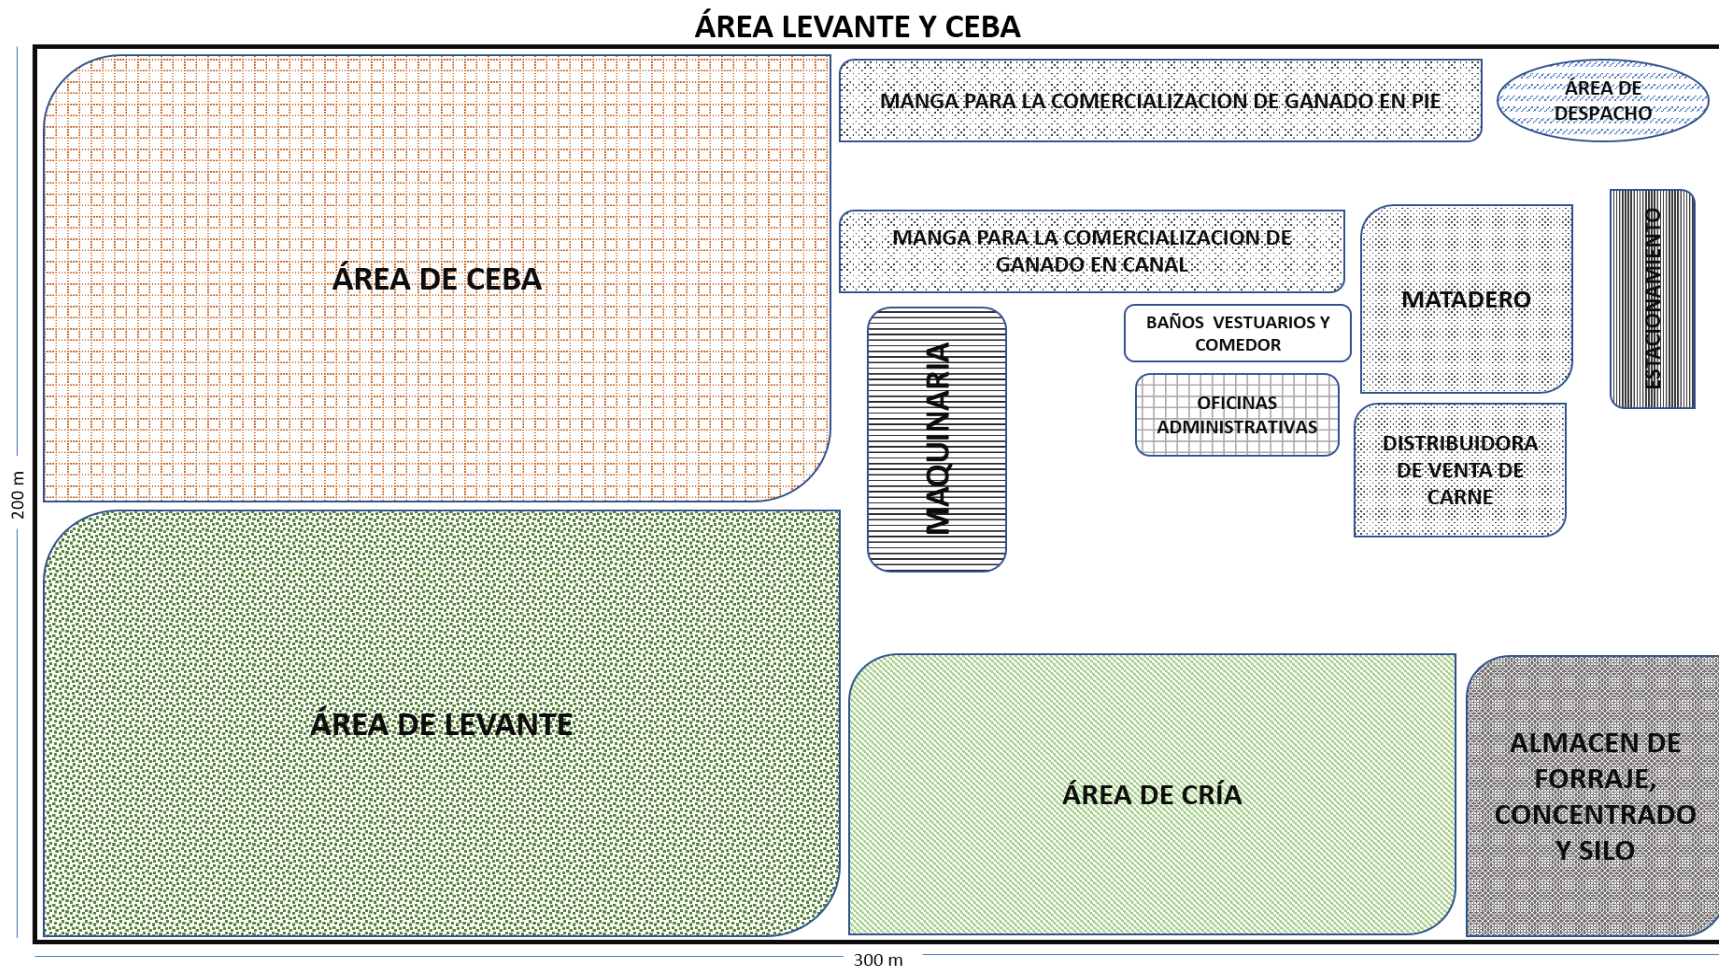 ÁREA LEVANTE Y CEBA
MANGA PARA LA COMERCIALIZACION DE GANADO EN PIE
ÁREA DE
DESPACHO
ÁREA DE CEBA
MANGA PARA LA COMERCIALIZACION DE
GANADO EN CANAL
MATADERO
ESTACIONAMIENTO
BAÑOS VESTUARIOS Y
COMEDOR
MAQUINARIA
OFICINAS
ADMINISTRATIVAS
DISTRIBUIDORA
DE VENTA DE
CARNE
200 m
ÁREA DE LEVANTE
ÁREA DE CRÍA
ALMACEN DE
FORRAJE,
CONCENTRADO
Y SILO
300 m